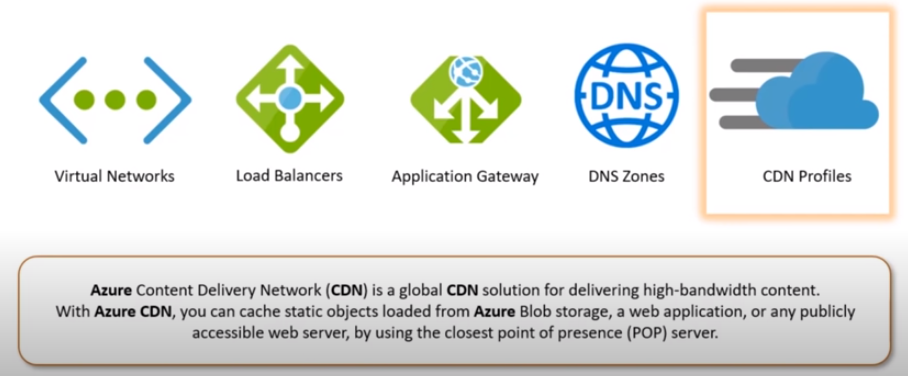 DNS
Virtual Networks
Load Balancers
Application Gateway
DNS Zones
CDN Profiles
Azure Content Delivery Network (CDN) is a global CDN solution for delivering high-bandwidth content.
With Azure CDN, you can cache static objects loaded from Azure Blob storage, a web application, or any publicly
accessible web server, by using the closest point of presence (POP) server.